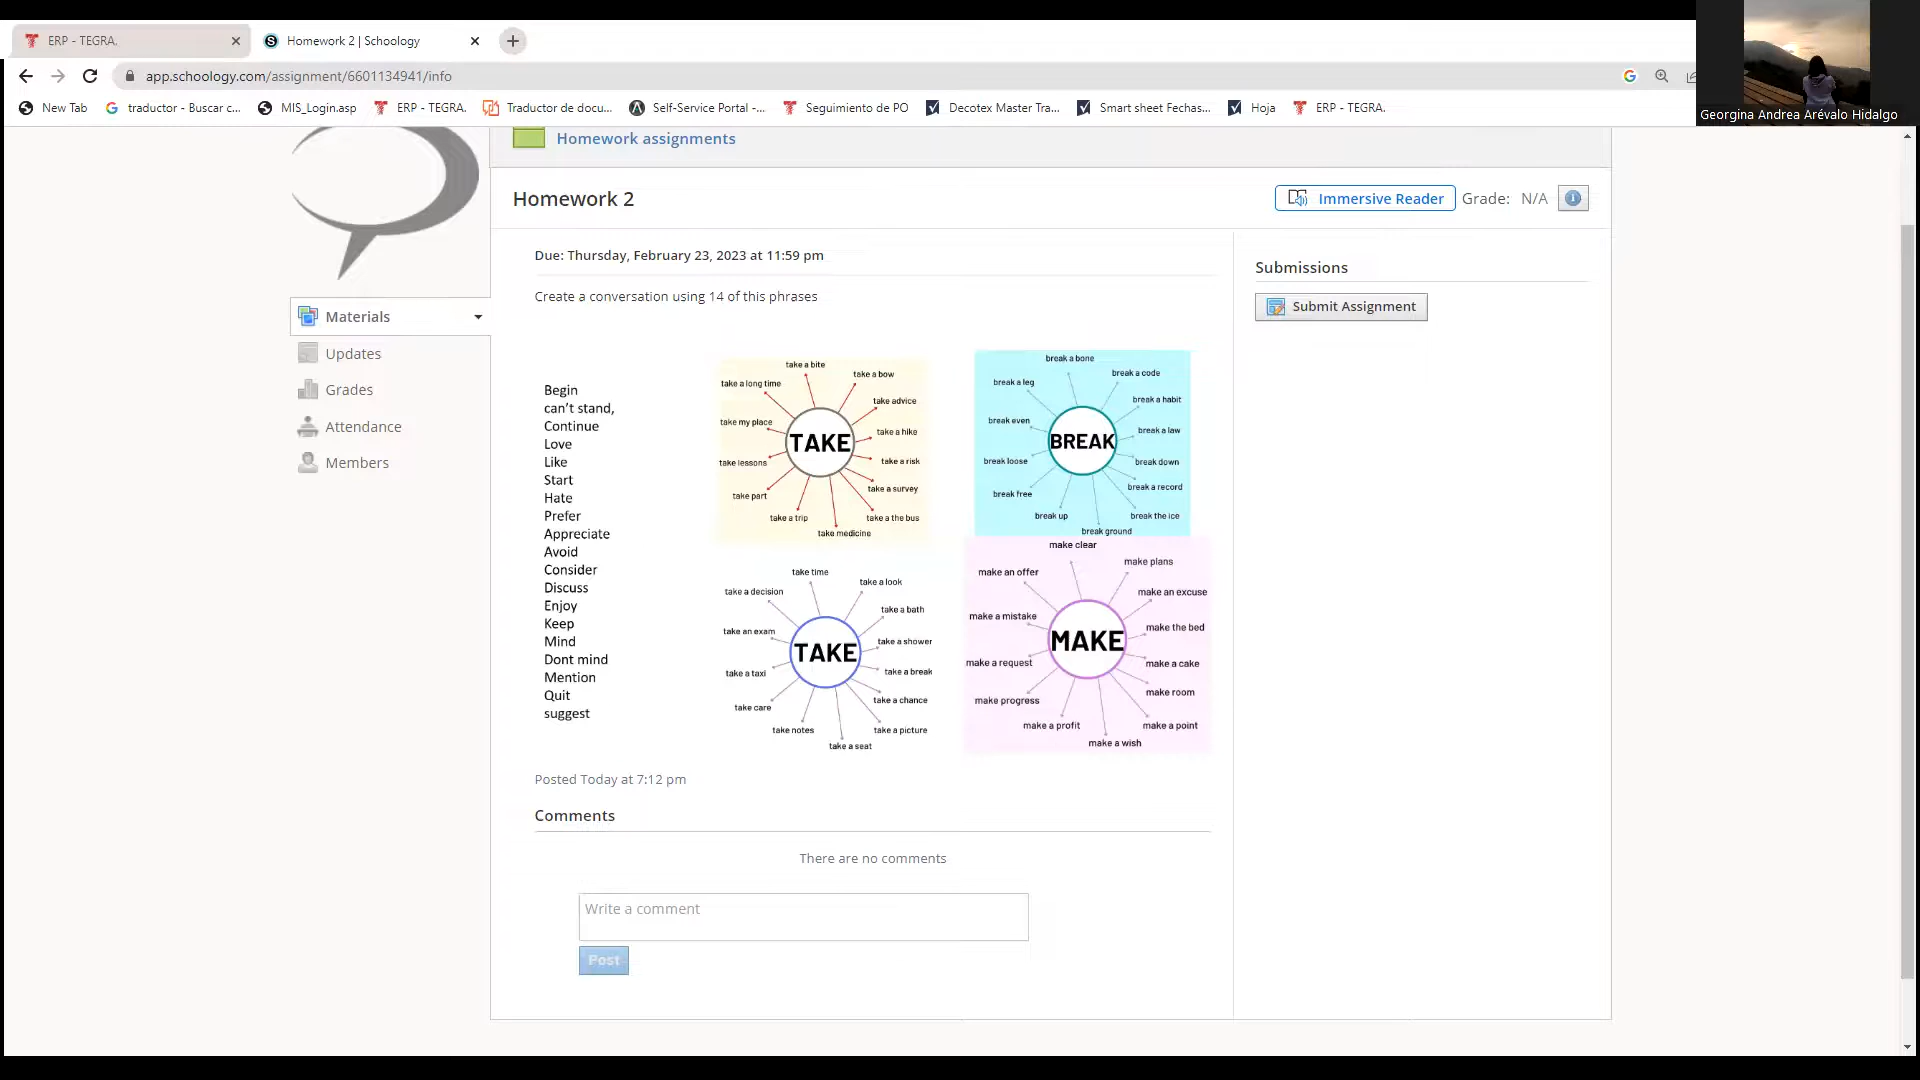 ERP - TEGRA.
Homework 2 | Schoology
app.schoology.com/assignment/6601134941/info
New Tab
traductor - Buscar c...
MIS_Login.asp
ERP - TEGRA.
Traductor de docu...
Self-Service Portal -...
Seguimiento de PO
Decotex Master Tra...
Smart sheet Fechas...
Hoja
ERP - TEGRA.
Georgina Andrea Arévalo Hidalgo
Homework assignments
Homework 2
Immersive Reader
Grade: N/A
Materials
Updates
Grades
Attendance
Members
Due: Thursday, February 23, 2023 at 11:59 pm
Create a conversation using 14 of this phrases
Begin
can't stand,
Continue
Love
Like
Start
Hate
Prefer
Appreciate
Avoid
Consider
Discuss
Enjoy
Keep
Mind
Dont mind
Mention
Quit
suggest
TAKE
take a bite
take a bow
take advice
take a hike
take a risk
take a survey
take a the bus
take medicine
take a trip
take part
take lessons
take my place
take a long time
BREAK
break a bone
break a code
break a habit
break a law
break down
break a record
break the ice
break ground
break up
break free
break loose
break even
break a leg
TAKE
take time
take a look
take a bath
take a shower
take a break
take a chance
take a picture
take a seat
take notes
take care
take a taxi
take an exam
take a decision
MAKE
make clear
make plans
make an excuse
make the bed
make a cake
make room
make a point
make a wish
make a profit
make progress
make a request
make a mistake
make an offer
Posted Today at 7:12 pm
Comments
There are no comments
Write a comment
Post
Submissions
Submit Assignment